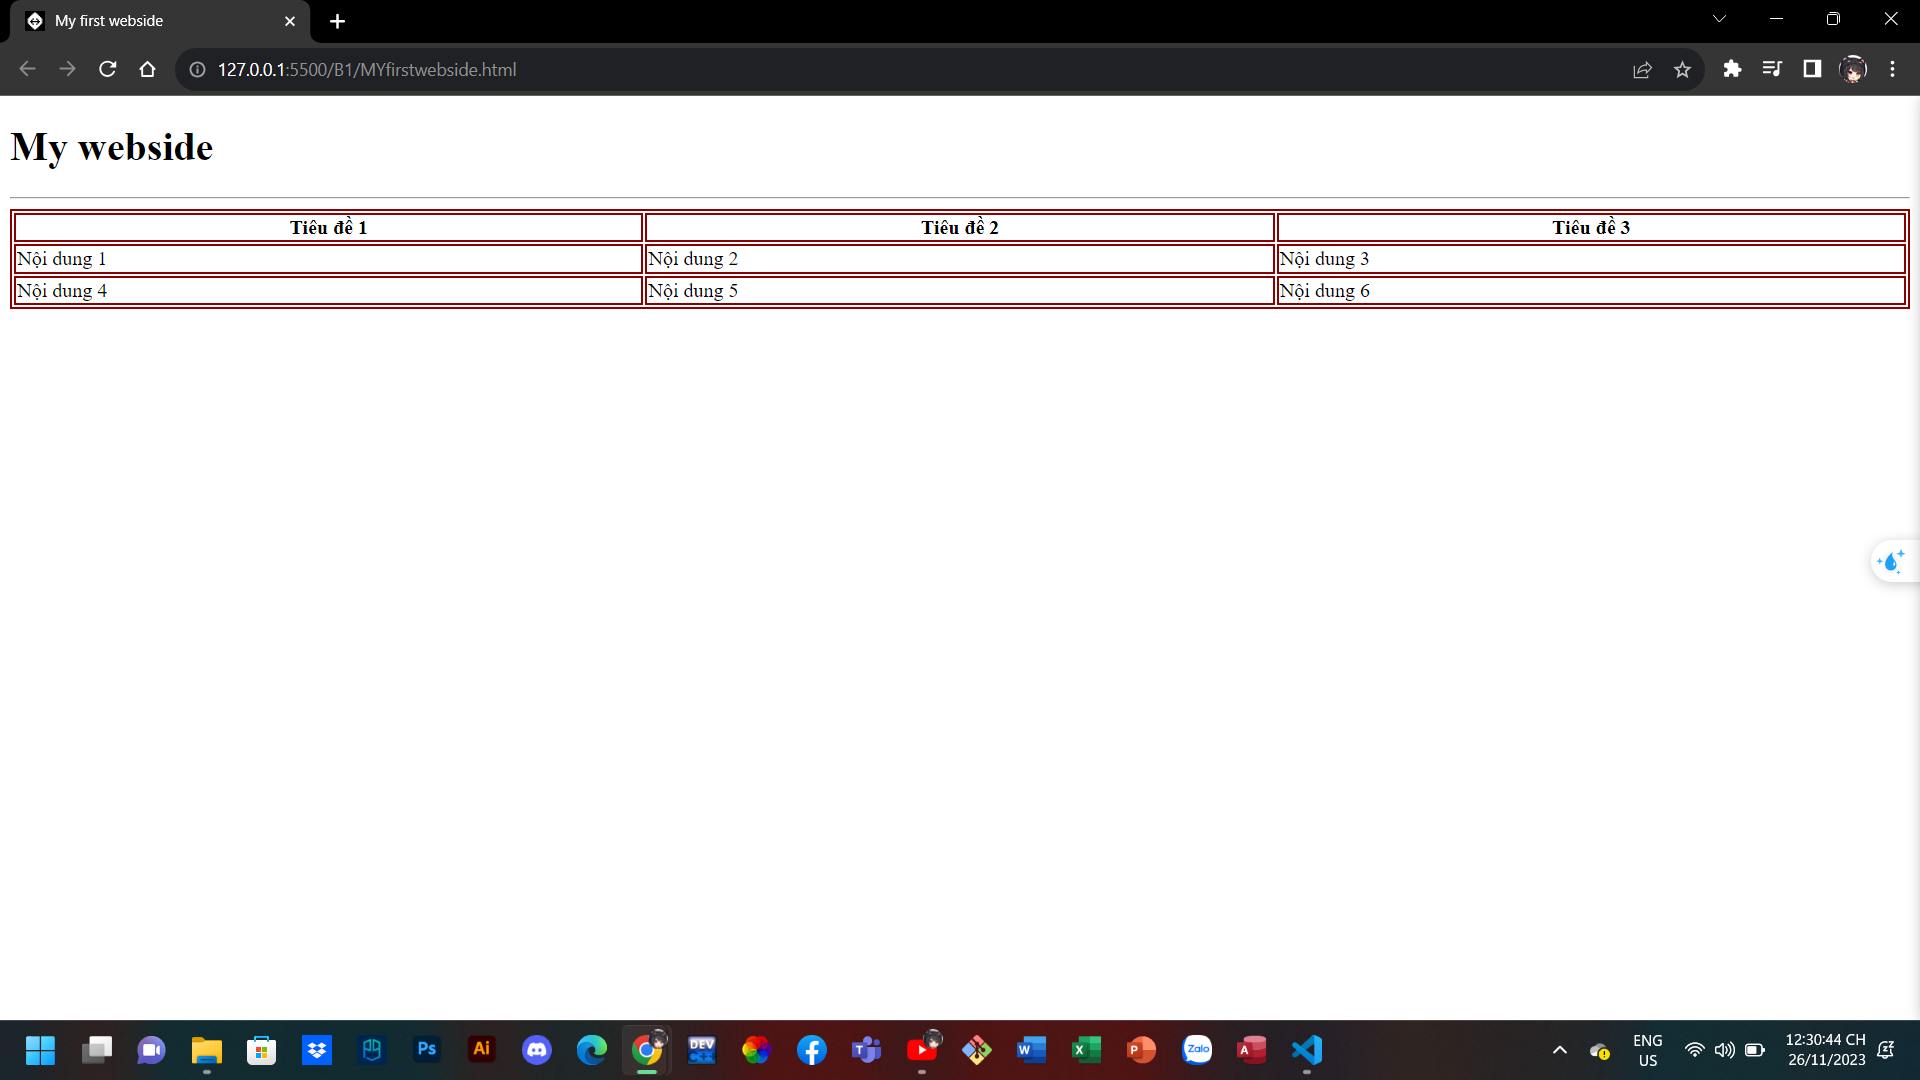 My first webside
127.0.0.1:5500/B1/MYfirstwebside.html
My webside
Tiêu đề 1 Tiêu đề 2 Tiêu đề 3
Nội dung 1 Nội dung 2 Nội dung 3
Nội dung 4 Nội dung 5 Nội dung 6
Ps Ai DEV C++ T W X P Zalo A
ENG
US
12:30:44 CH
26/11/2023